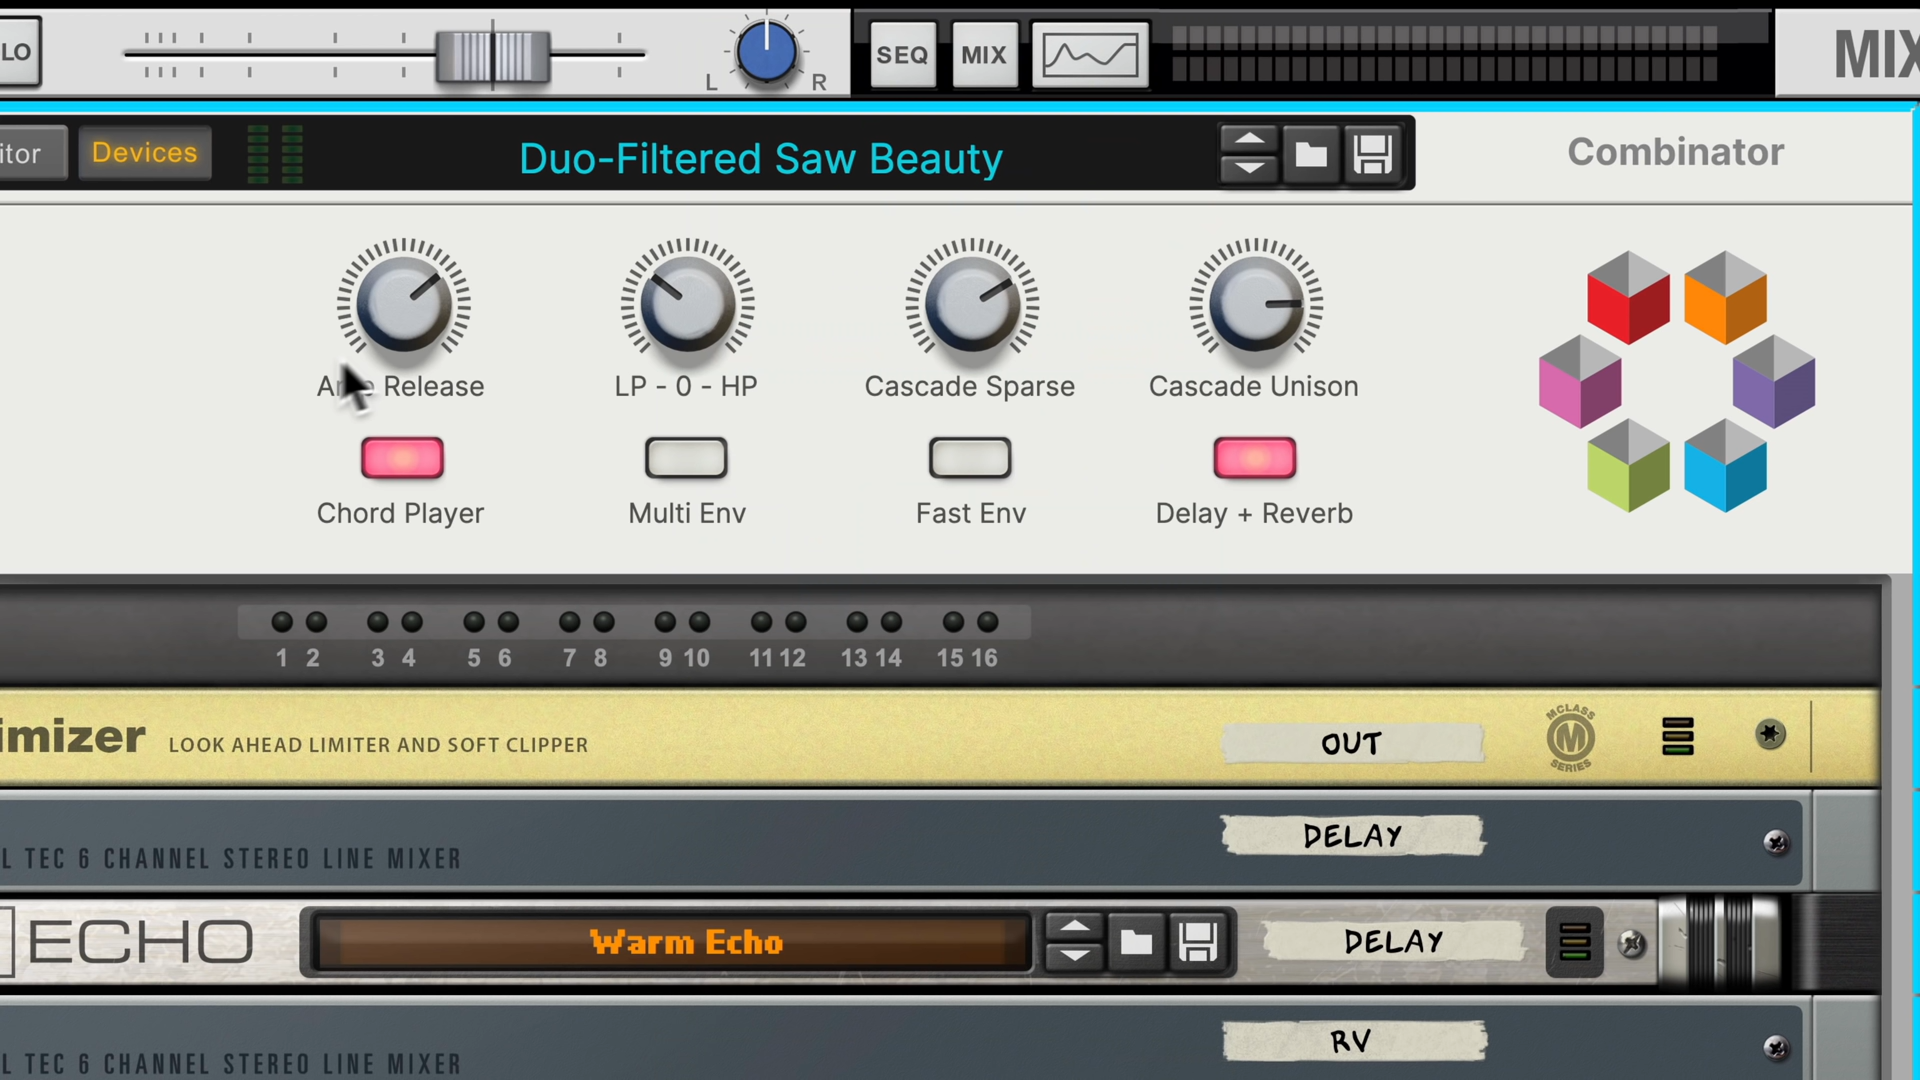 LO
L R
SEQ MIX
MIX
itor Devices
Duo-Filtered Saw Beauty
Combinator
Release
LP - 0 - HP
Cascade Sparse
Cascade Unison
Chord Player
Multi Env
Fast Env
Delay + Reverb
1 2 3 4 5 6 7 8 9 10 11 12 13 14 15 16
imizer LOOK AHEAD LIMITER AND SOFT CLIPPER
OUT
MCLASS M SERIES
DELAY
L TEC 6 CHANNEL STEREO LINE MIXER
ECHO
Warm Echo
DELAY
RV
L TEC 6 CHANNEL STEREO LINE MIXER